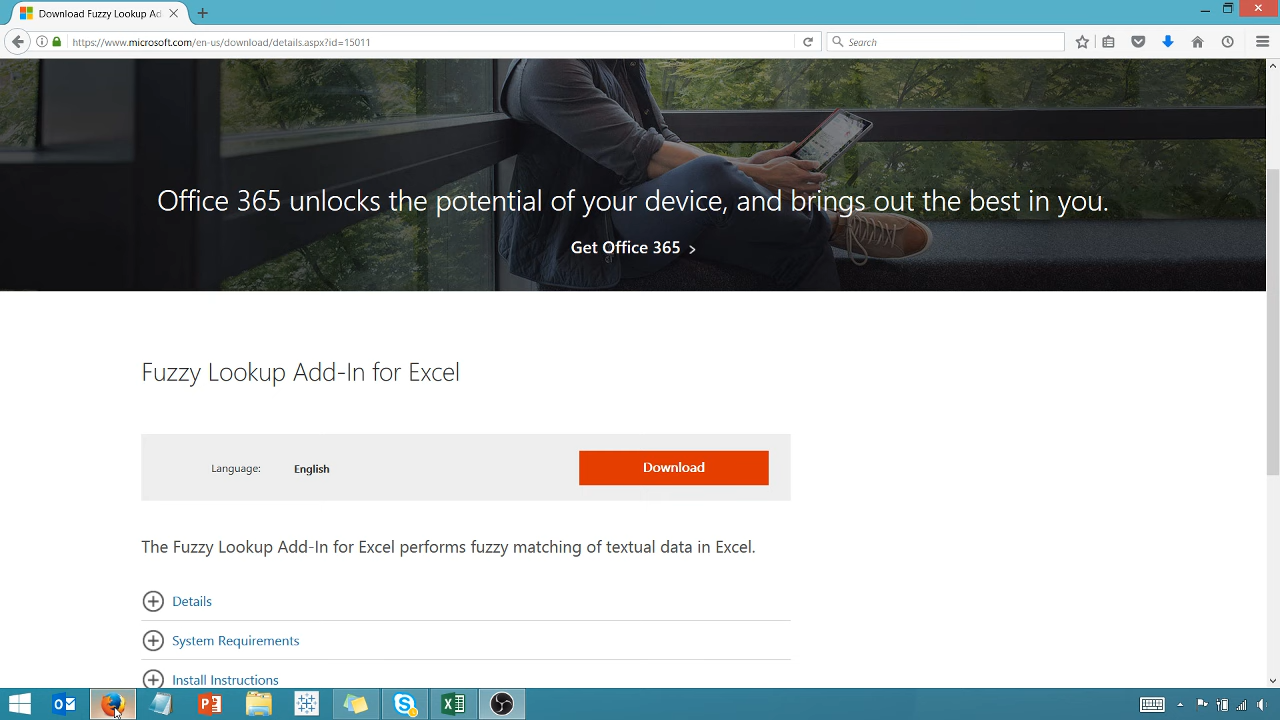 Download Fuzzy Lookup Ad
https://www.microsoft.com/en-us/download/details.aspx?id=15011
Search
Office 365 unlocks the potential of your device, and brings out the best in you.
Get Office 365 >
Fuzzy Lookup Add-In for Excel
Language: English Download
The Fuzzy Lookup Add-In for Excel performs fuzzy matching of textual data in Excel.
Details
System Requirements
Install Instructions